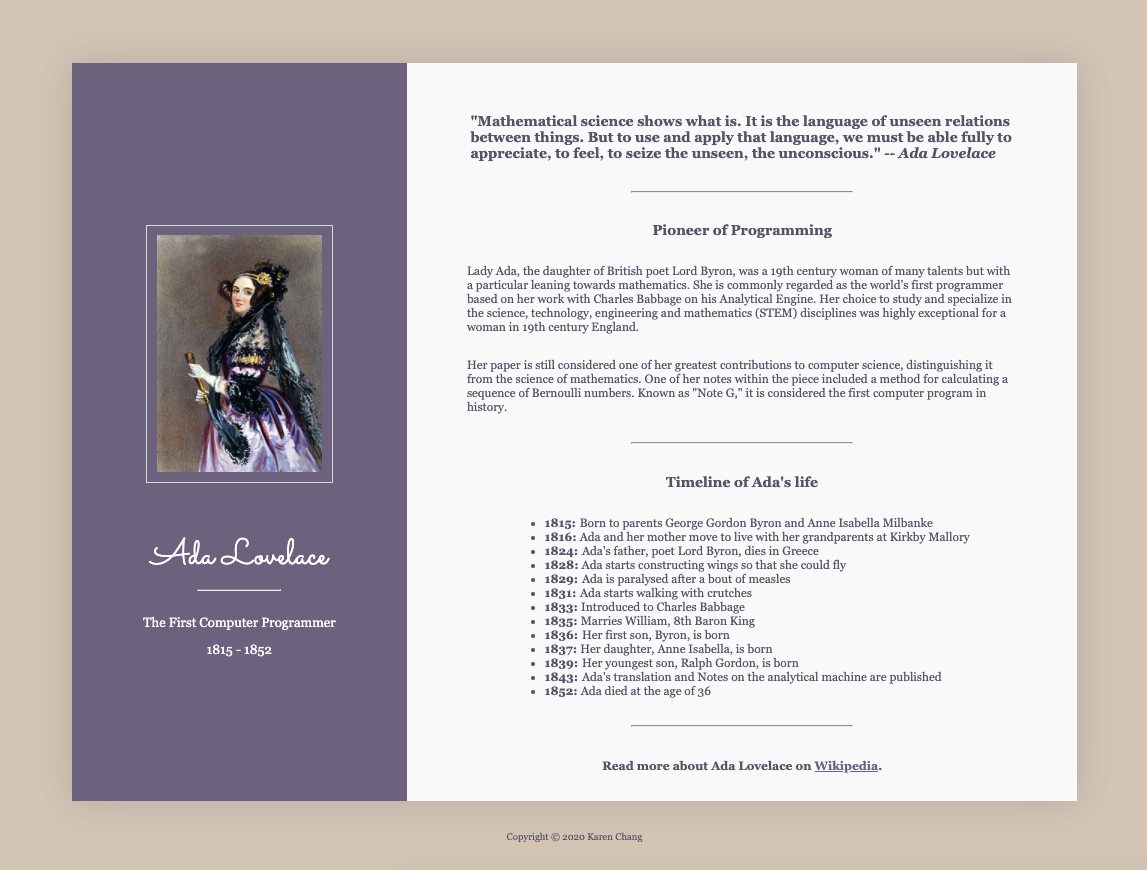 Ada Lovelace
The First Computer Programmer
1815 - 1852
"Mathematical science shows what is. It is the language of unseen relations
between things. But to use and apply that language, we must be able fully to
appreciate, to feel, to seize the unseen, the unconscious." -- Ada Lovelace
Pioneer of Programming
Lady Ada, the daughter of British poet Lord Byron, was a 19th century woman of many talents but with
a particular leaning towards mathematics. She is commonly regarded as the world’s first programmer
based on her work with Charles Babbage on his Analytical Engine. Her choice to study and specialize in
the science, technology, engineering and mathematics (STEM) disciplines was highly exceptional for a
woman in 19th century England.
Her paper is still considered one of her greatest contributions to computer science, distinguishing it
from the science of mathematics. One of her notes within the piece included a method for calculating a
sequence of Bernoulli numbers. Known as "Note G," it is considered the first computer program in
history.
Timeline of Ada's life
• 1815: Born to parents George Gordon Byron and Anne Isabella Milbanke
• 1816: Ada and her mother move to live with her grandparents at Kirkby Mallory
• 1824: Ada’s father, poet Lord Byron, dies in Greece
• 1828: Ada starts constructing wings so that she could fly
• 1829: Ada is paralysed after a bout of measles
• 1831: Ada starts walking with crutches
• 1833: Introduced to Charles Babbage
• 1835: Marries William, 8th Baron King
• 1836: Her first son, Byron, is born
• 1837: Her daughter, Anne Isabella, is born
• 1839: Her youngest son, Ralph Gordon, is born
• 1843: Ada’s translation and Notes on the analytical machine are published
• 1852: Ada died at the age of 36
Read more about Ada Lovelace on Wikipedia.
Copyright © 2020 Karen Chang